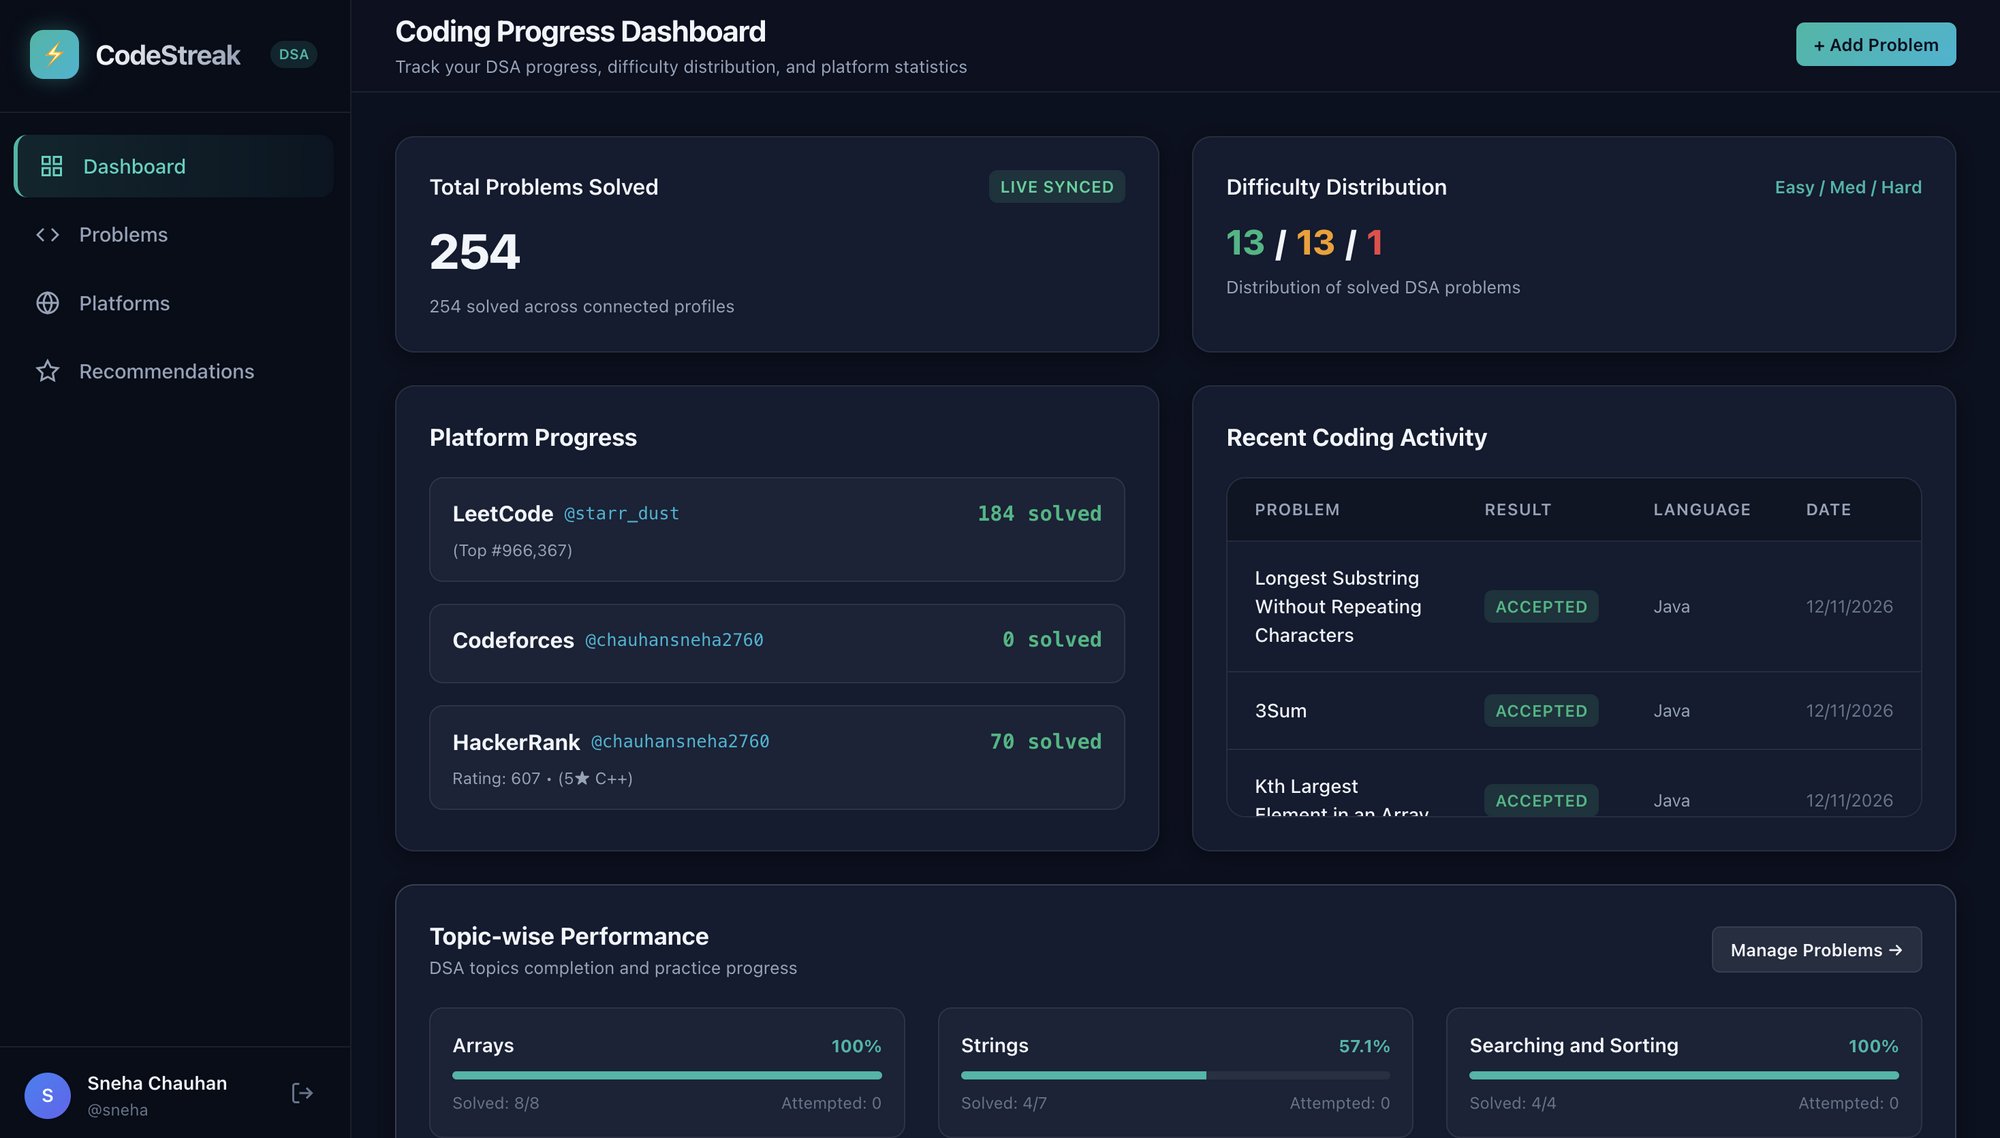 CodeStreak DSA
Dashboard
Problems
Platforms
Recommendations
S
Sneha Chauhan
@sneha
Coding Progress Dashboard
Track your DSA progress, difficulty distribution, and platform statistics
+ Add Problem
Total Problems Solved
LIVE SYNCED
254
254 solved across connected profiles
Difficulty Distribution
Easy / Med / Hard
13 / 13 / 1
Distribution of solved DSA problems
Platform Progress
LeetCode @starr_dust 184 solved
(Top #966,367)
Codeforces @chauhansneha2760 0 solved
HackerRank @chauhansneha2760 70 solved
Rating: 607 • (5★ C++)
Recent Coding Activity
PROBLEM RESULT LANGUAGE DATE
Longest Substring
Without Repeating
Characters
ACCEPTED Java 12/11/2026
3Sum ACCEPTED Java 12/11/2026
Kth Largest
Element in an Array
ACCEPTED Java 12/11/2026
Topic-wise Performance
DSA topics completion and practice progress
Manage Problems →
Arrays 100%
Solved: 8/8 Attempted: 0
Strings 57.1%
Solved: 4/7 Attempted: 0
Searching and Sorting 100%
Solved: 4/4 Attempted: 0